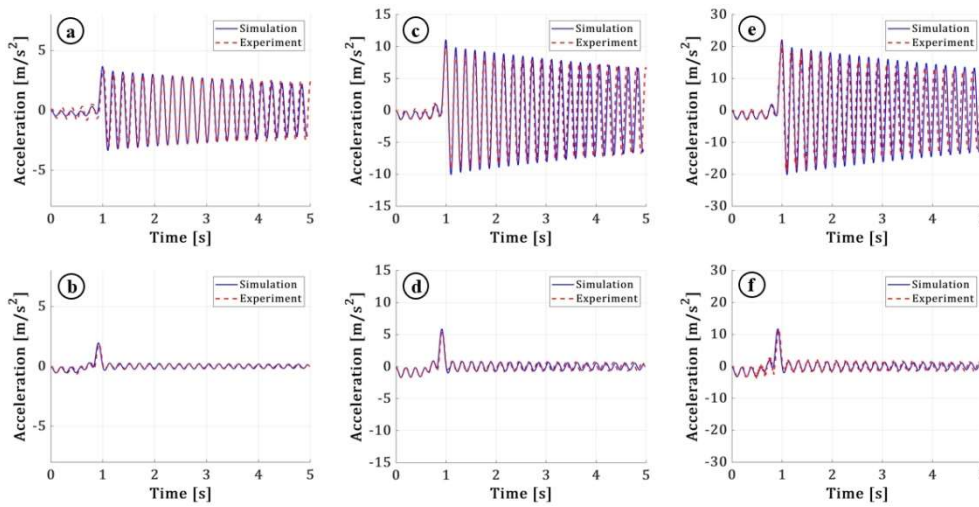 a
Simulation
Experiment
Acceleration [m/s²]
5
0
-5
0 1 2 3 4 5
Time [s]
c
Simulation
Experiment
Acceleration [m/s²]
15
10
5
0
-5
-10
-15
0 1 2 3 4 5
Time [s]
e
Simulation
Experiment
Acceleration [m/s²]
30
20
10
0
-10
-20
-30
0 1 2 3 4
Time [s]
b
Simulation
Experiment
Acceleration [m/s²]
5
0
-5
0 1 2 3 4 5
Time [s]
d
Simulation
Experiment
Acceleration [m/s²]
15
10
5
0
-5
-10
-15
0 1 2 3 4 5
Time [s]
f
Simulation
Experiment
Acceleration [m/s²]
30
20
10
0
-10
-20
-30
0 1 2 3 4
Time [s]